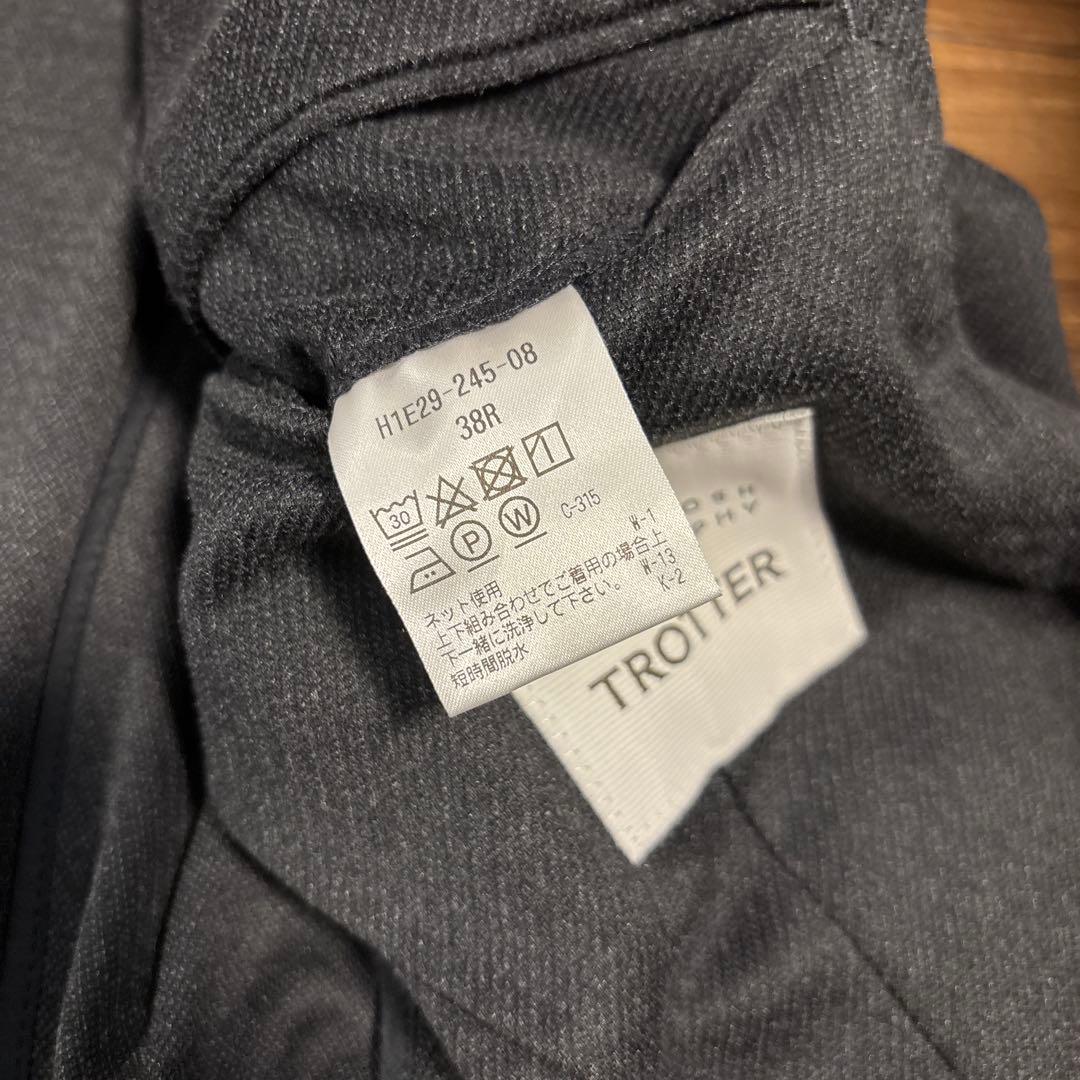 H1E29-245-08
38R
30
P W C-315
ネット使用 W-1
上下組み合わせでご着用の場合上 W-13
下一緒に洗浄して下さい。 K-2
短時間脱水
TROTTER